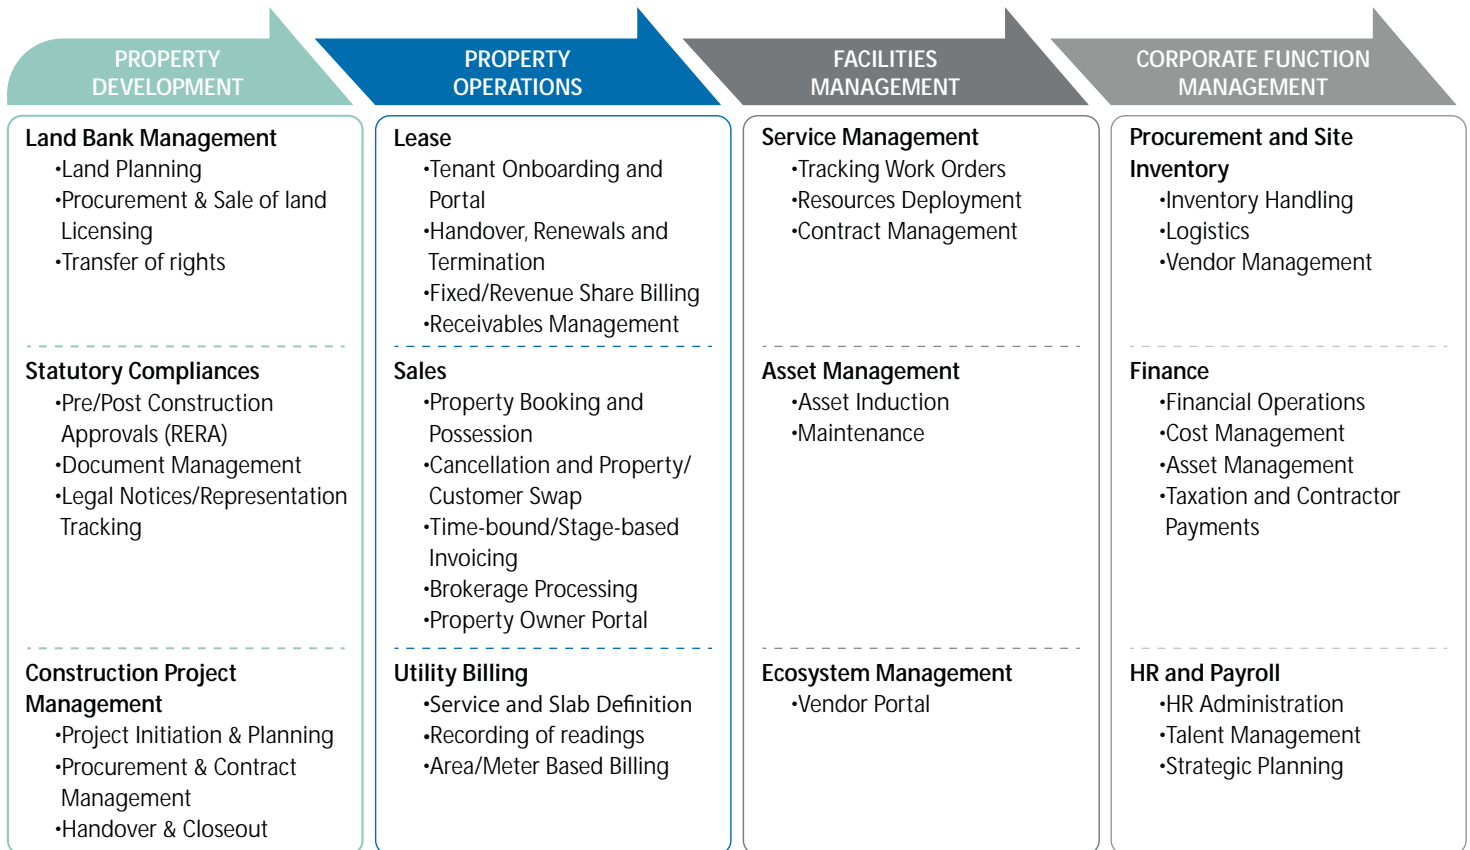 PROPERTY
DEVELOPMENT
PROPERTY
OPERATIONS
FACILITIES
MANAGEMENT
CORPORATE FUNCTION
MANAGEMENT
Land Bank Management
•Land Planning
•Procurement & Sale of land
Licensing
•Transfer of rights
Statutory Compliances
•Pre/Post Construction
Approvals (RERA)
•Document Management
•Legal Notices/Representation
Tracking
Construction Project
Management
•Project Initiation & Planning
•Procurement & Contract
Management
•Handover & Closeout
Lease
•Tenant Onboarding and
Portal
•Handover, Renewals and
Termination
•Fixed/Revenue Share Billing
•Receivables Management
Sales
•Property Booking and
Possession
•Cancellation and Property/
Customer Swap
•Time-bound/Stage-based
Invoicing
•Brokerage Processing
•Property Owner Portal
Utility Billing
•Service and Slab Definition
•Recording of readings
•Area/Meter Based Billing
Service Management
•Tracking Work Orders
•Resources Deployment
•Contract Management
Asset Management
•Asset Induction
•Maintenance
Ecosystem Management
•Vendor Portal
Procurement and Site
Inventory
•Inventory Handling
•Logistics
•Vendor Management
Finance
•Financial Operations
•Cost Management
•Asset Management
•Taxation and Contractor
Payments
HR and Payroll
•HR Administration
•Talent Management
•Strategic Planning